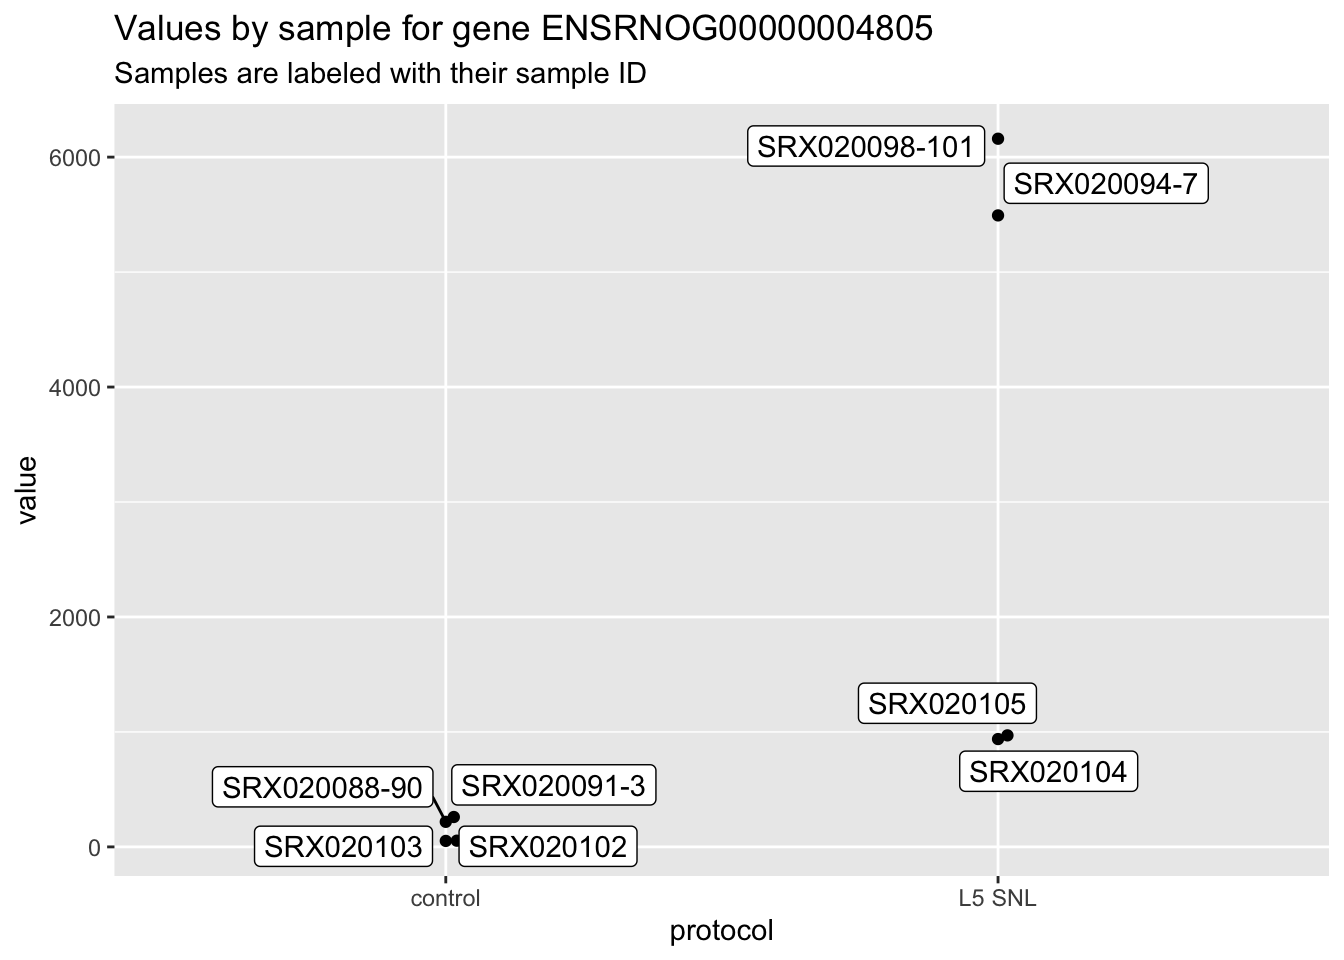 Values by sample for gene ENSRNOG00000004805
Samples are labeled with their sample ID
SRX020098-101
6000
SRX020094-7
4000
value
2000
SRX020105
SRX020104
SRX020088-90
SRX020091-3
0
SRX020103
SRX020102
control
L5 SNL
protocol